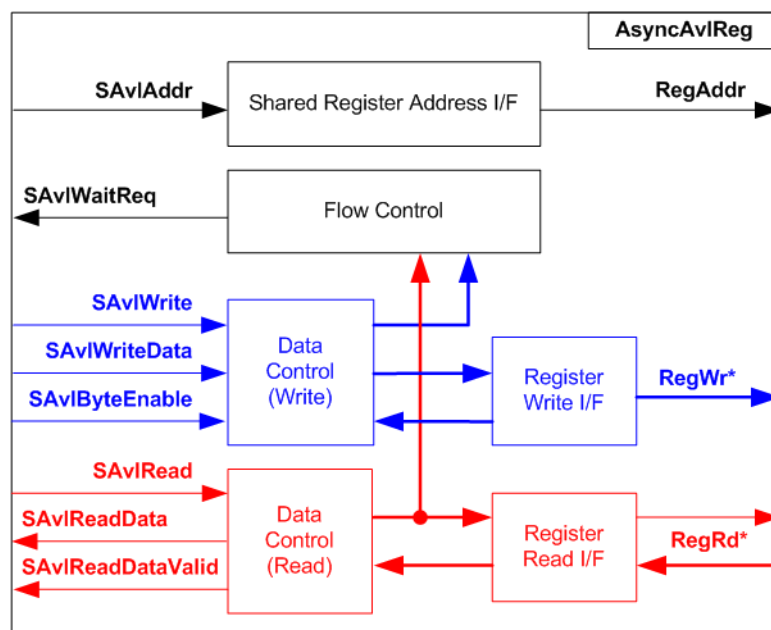 AsyncAvlReg
SAvlAddr
Shared Register Address I/F
RegAddr
SAvlWaitReq
Flow Control
SAvlWrite
SAvlWriteData
SAvlByteEnable
Data
Control
(Write)
Register
Write I/F
RegWr*
SAvlRead
SAvlReadData
SAvlReadDataValid
Data
Control
(Read)
Register
Read I/F
RegRd*